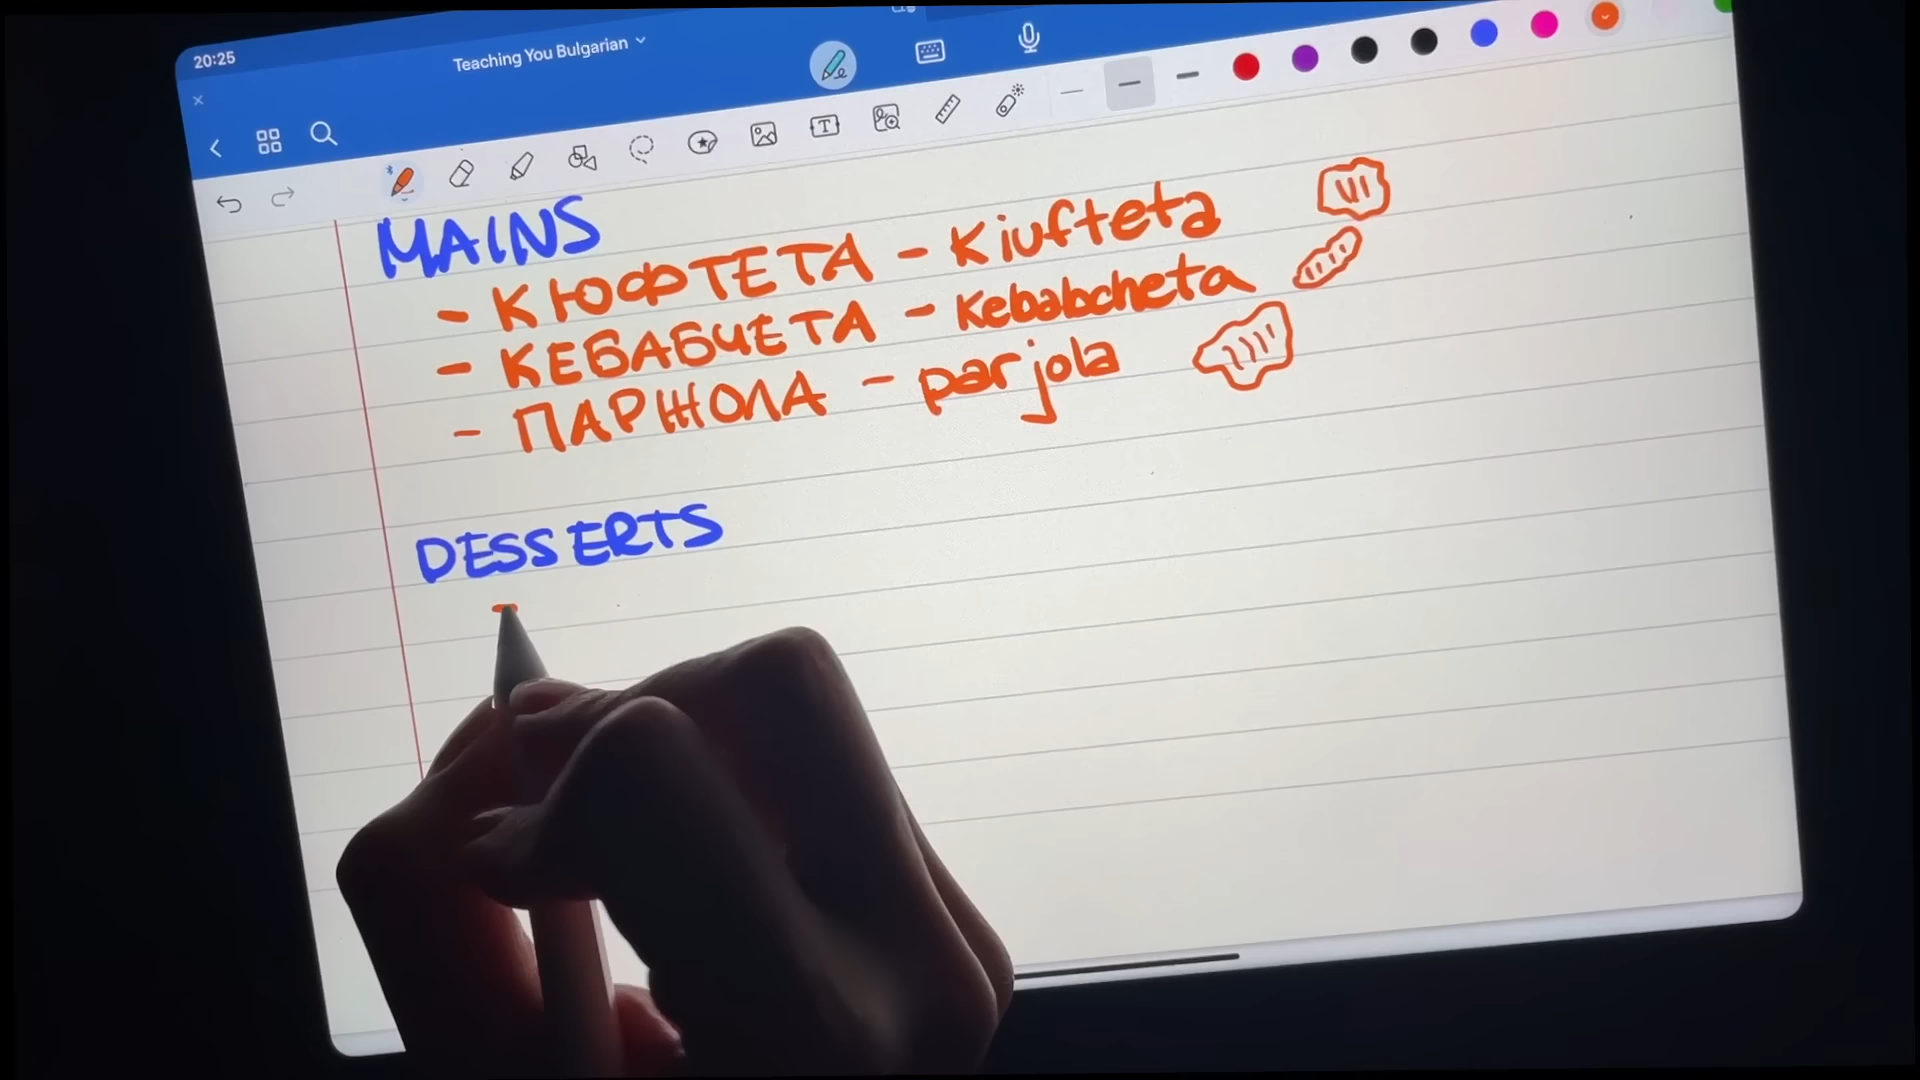 20:25
Teaching You Bulgarian
MAINS
- КЮФТЕТА - Kiufteta
- КЕБАБЧЕТА - Kebabcheta
- ПАРЖОЛА - parjola
DESSERTS
-